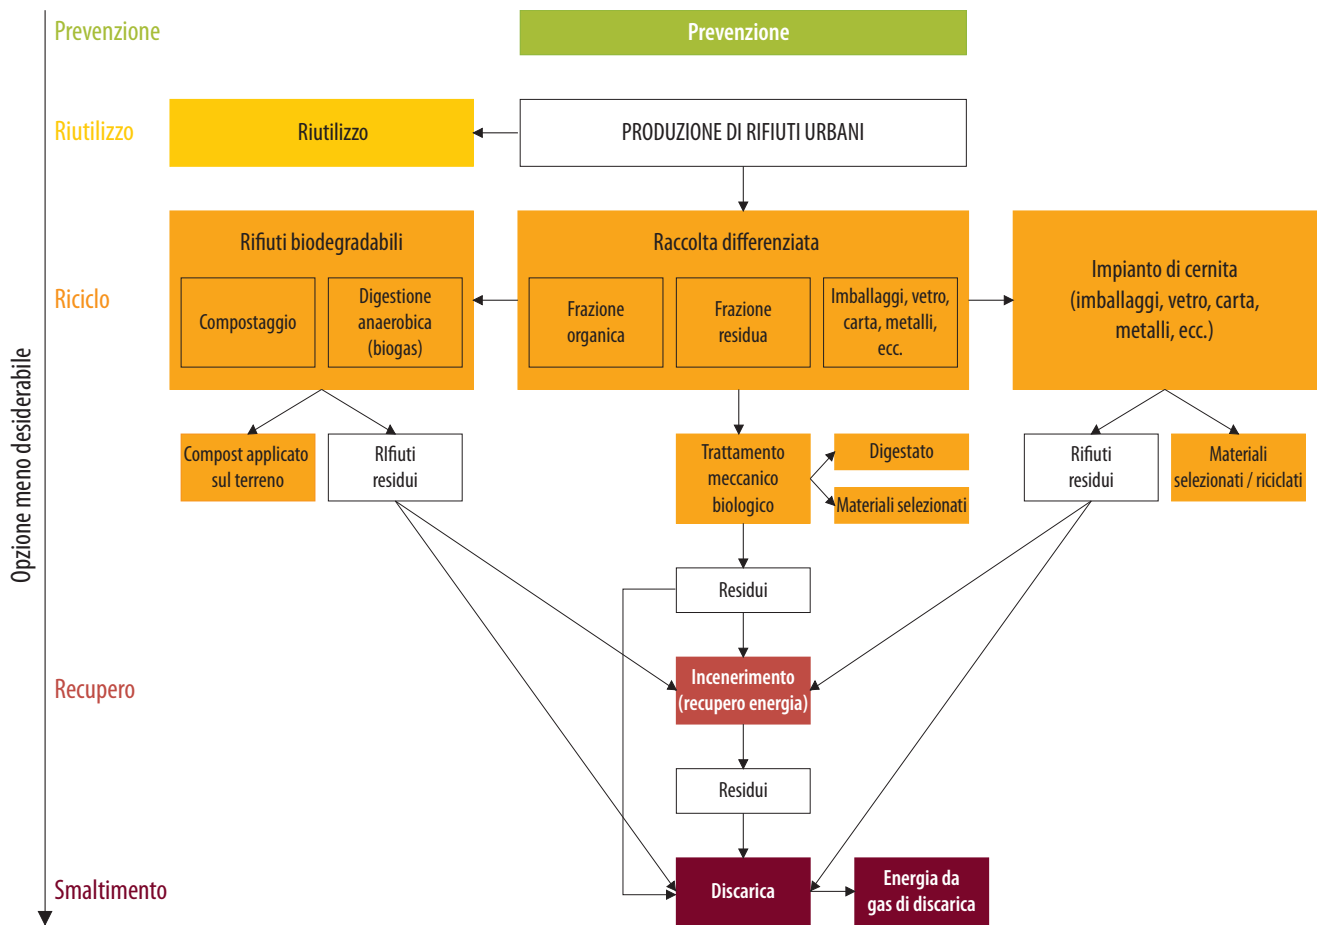 Prevenzione
Prevenzione
Riutilizzo
Riutilizzo
PRODUZIONE DI RIFIUTI URBANI
Riciclo
Rifiuti biodegradabili
Compostaggio
Digestione
anaerobica
(biogas)
Raccolta differenziata
Frazione
organica
Frazione
residua
Imballaggi, vetro,
carta, metalli,
ecc.
Impianto di cernita
(imballaggi, vetro, carta,
metalli, ecc.)
Opzione memo desiderabile
Compost applicato
sul terreno
RIfiuti
residui
Trattamento
meccanico
biologico
Digestato
Materiali selezionati
Rifiuti
residui
Materiali
selezionati / riciclati
Residui
Recupero
Incenerimento
(recupero energia)
Residui
Smaltimento
Discarica
Energia da
gas di discarica